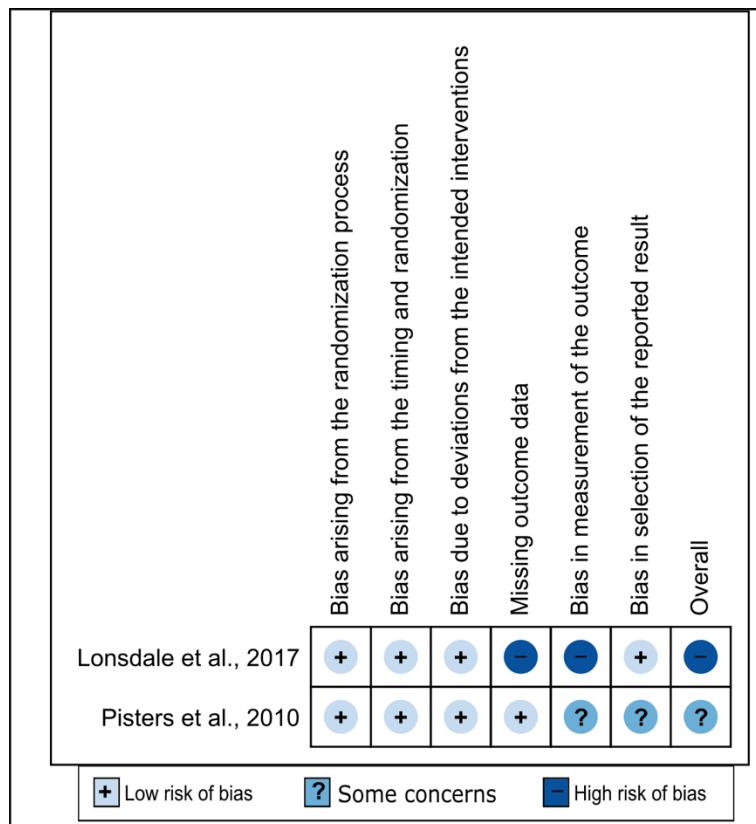 Bias arising from the randomization process
Bias arising from the timing and randomization
Bias due to deviations from the intended interventions
Missing outcome data
Bias in measurement of the outcome
Bias in selection of the reported result
Overall
Lonsdale et al., 2017 + + + − − + −
Pisters et al., 2010 + + + + ? ? ?
+ Low risk of bias ? Some concerns − High risk of bias